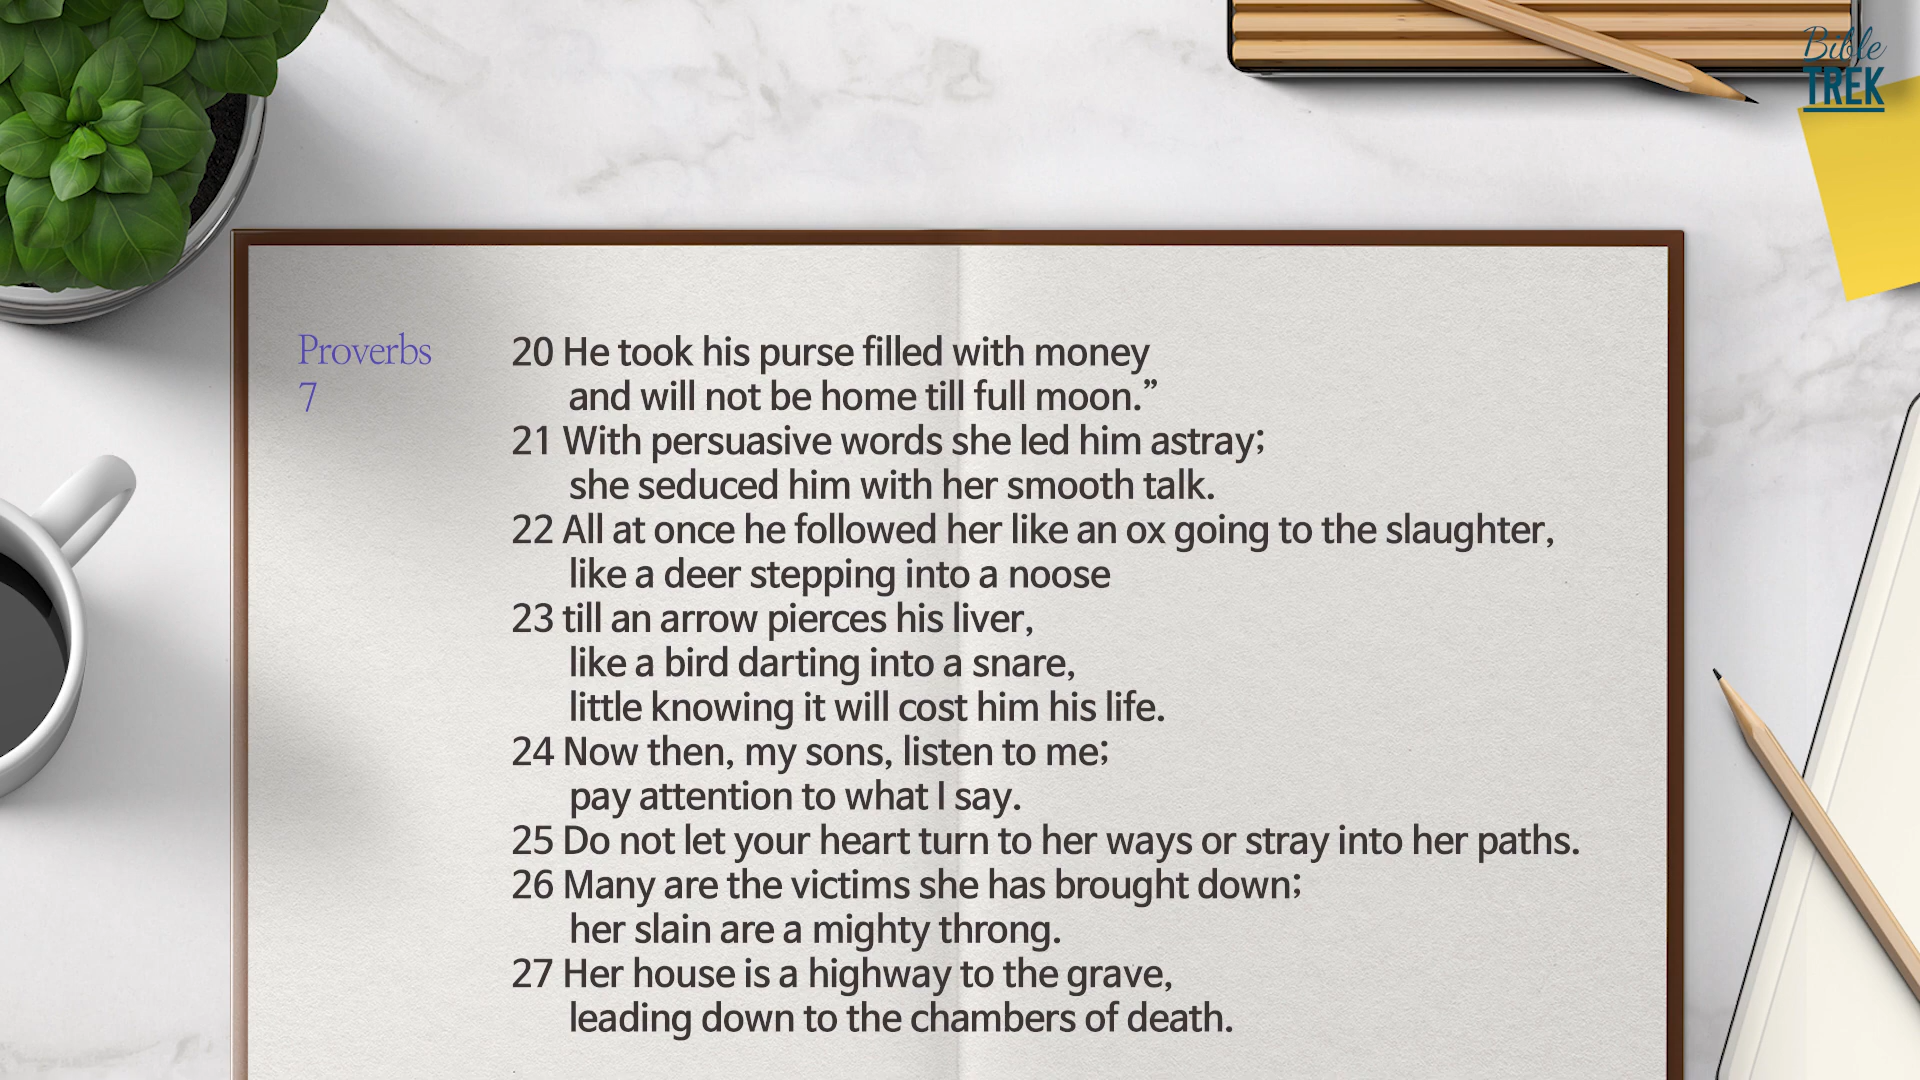 Bible
TREK
Proverbs
7
20 He took his purse filled with money
and will not be home till full moon.”
21 With persuasive words she led him astray;
she seduced him with her smooth talk.
22 All at once he followed her like an ox going to the slaughter,
like a deer stepping into a noose
23 till an arrow pierces his liver,
like a bird darting into a snare,
little knowing it will cost him his life.
24 Now then, my sons, listen to me;
pay attention to what I say.
25 Do not let your heart turn to her ways or stray into her paths.
26 Many are the victims she has brought down;
her slain are a mighty throng.
27 Her house is a highway to the grave,
leading down to the chambers of death.